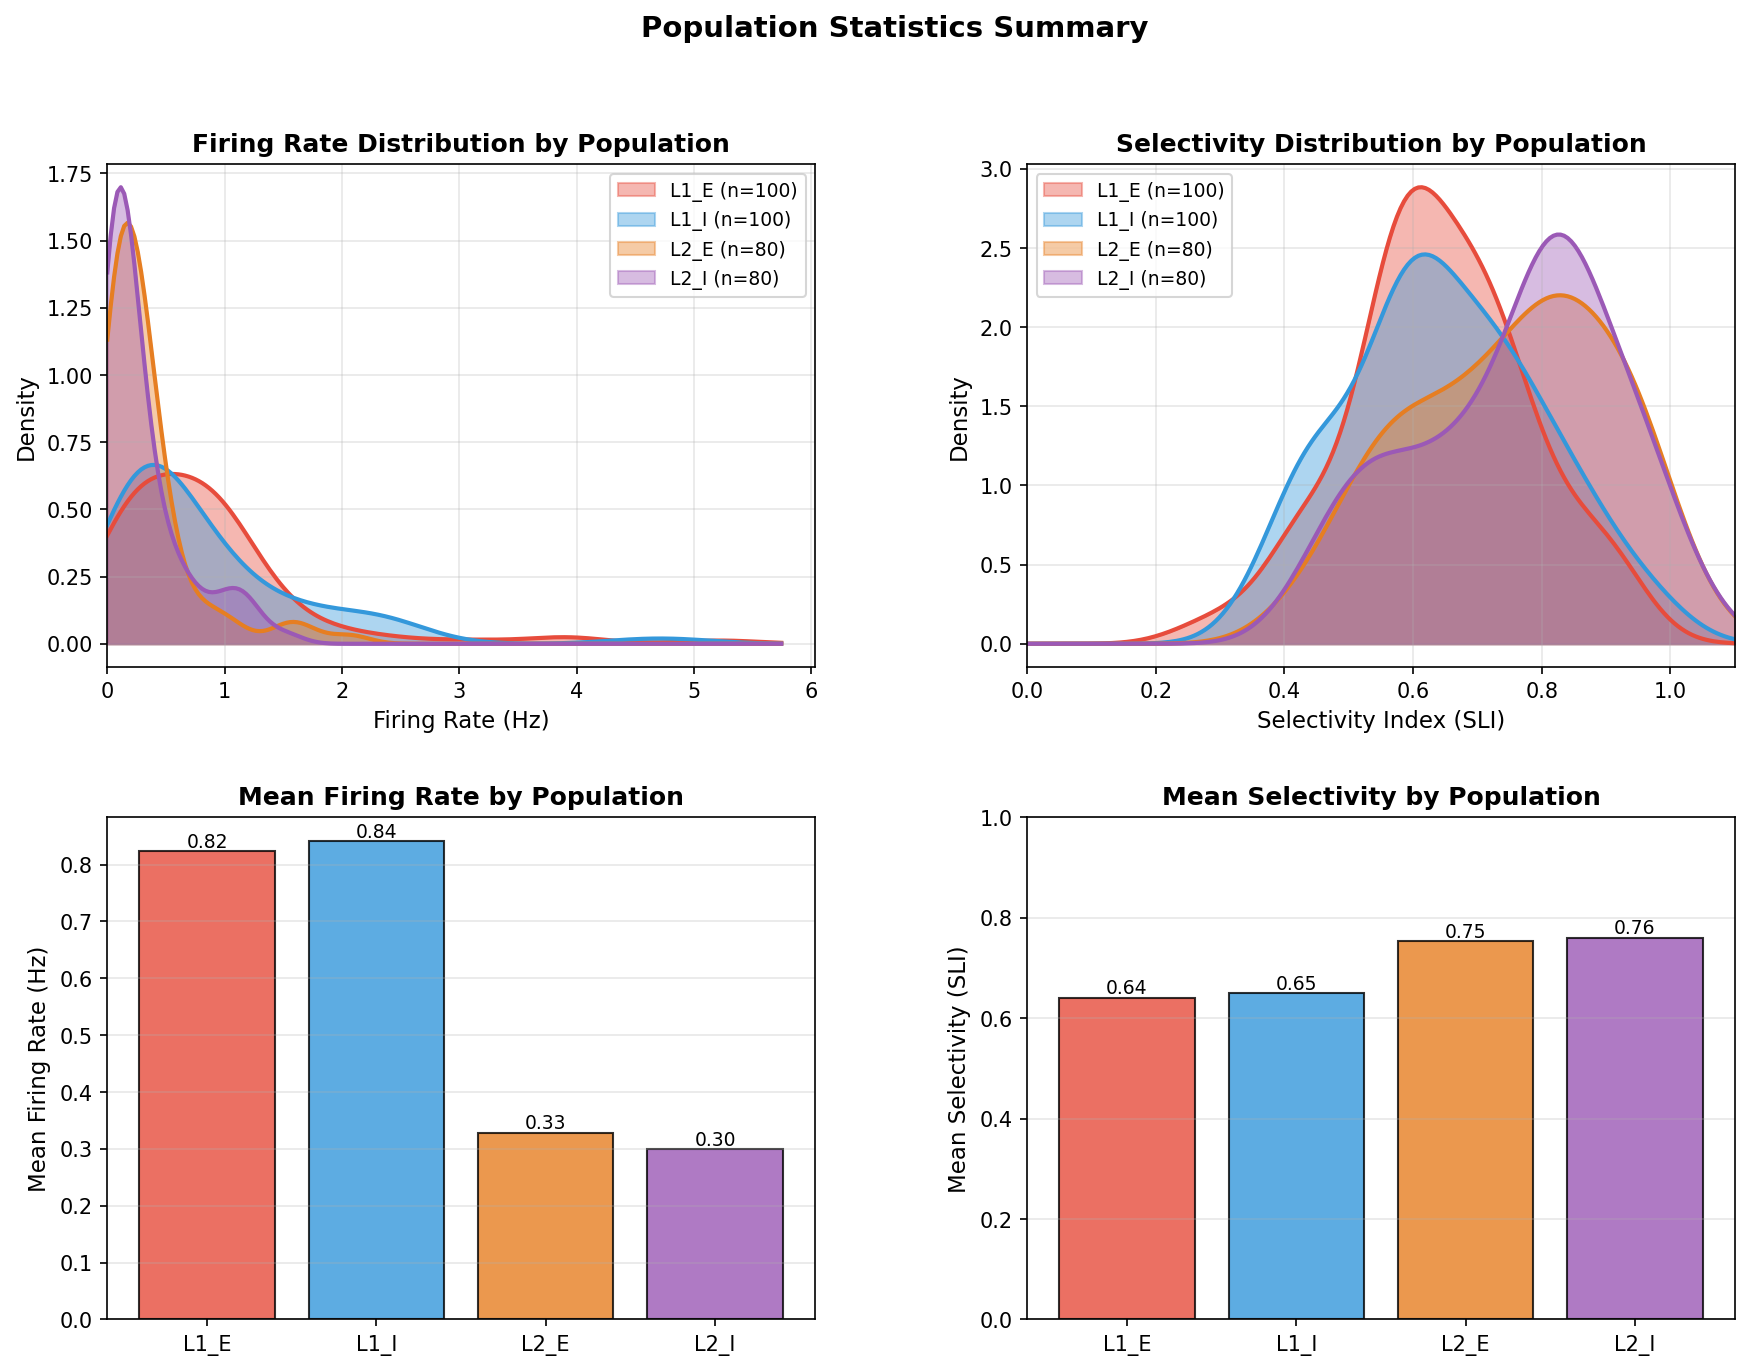 Population Statistics Summary
Firing Rate Distribution by Population
1.75
1.50
1.25
1.00
0.75
0.50
0.25
0.00
Density
0 1 2 3 4 5 6
Firing Rate (Hz)
L1_E (n=100)
L1_I (n=100)
L2_E (n=80)
L2_I (n=80)
Selectivity Distribution by Population
3.0
2.5
2.0
1.5
1.0
0.5
0.0
Density
0.0 0.2 0.4 0.6 0.8 1.0
Selectivity Index (SLI)
L1_E (n=100)
L1_I (n=100)
L2_E (n=80)
L2_I (n=80)
Mean Firing Rate by Population
0.8
0.7
0.6
0.5
0.4
0.3
0.2
0.1
0.0
Mean Firing Rate (Hz)
0.82 0.84 0.33 0.30
L1_E L1_I L2_E L2_I
Mean Selectivity by Population
1.0
0.8
0.6
0.4
0.2
0.0
Mean Selectivity (SLI)
0.64 0.65 0.75 0.76
L1_E L1_I L2_E L2_I